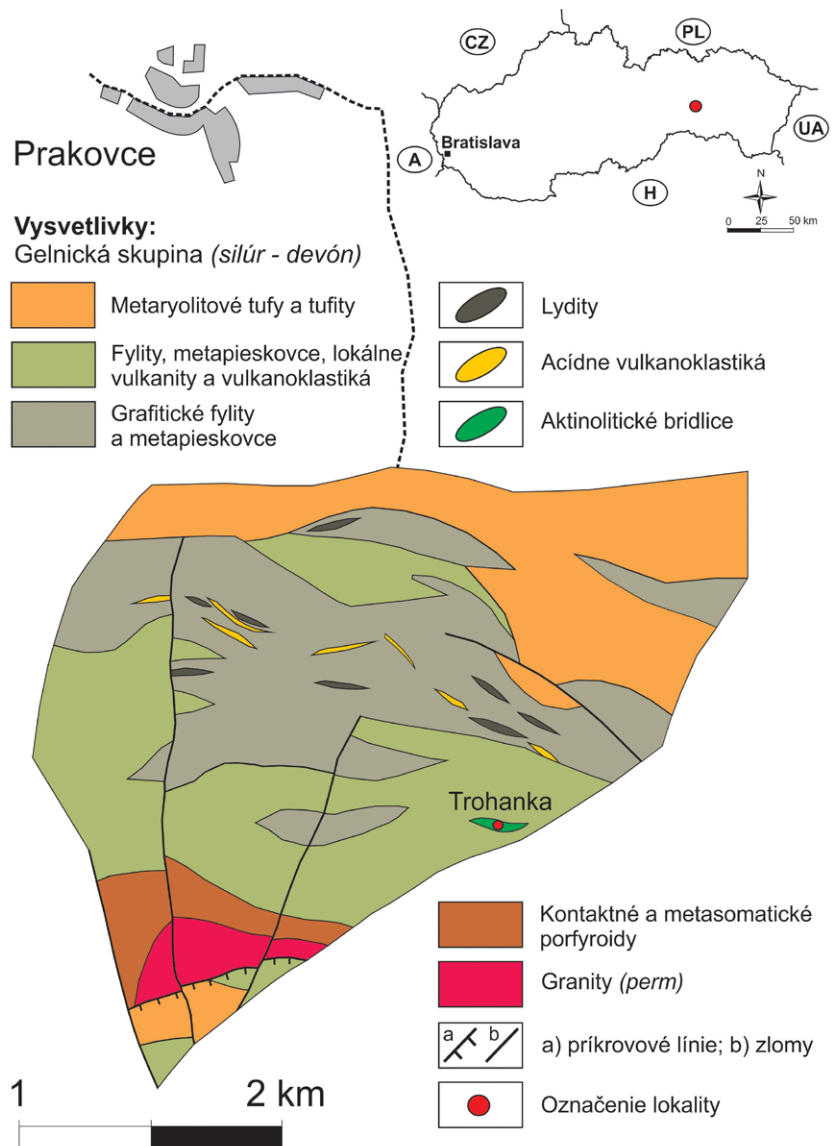 CZ
PL
UA
A
Bratislava
H
N
0 25 50 km
Prakovce
Vysvetlivky:
Gelnická skupina (silúr - devón)
Metaryolitové tufy a tufity
Fylity, metapieskovce, lokálne
vulkanity a vulkanoklastiká
Grafitické fylity
a metapieskovce
Lydity
Acídne vulkanoklastiká
Aktinolitické bridlice
Trohanka
Kontaktné a metasomatické
porfyroidy
Granity (perm)
a b
a) príkrovové línie; b) zlomy
Označenie lokality
1 2 km